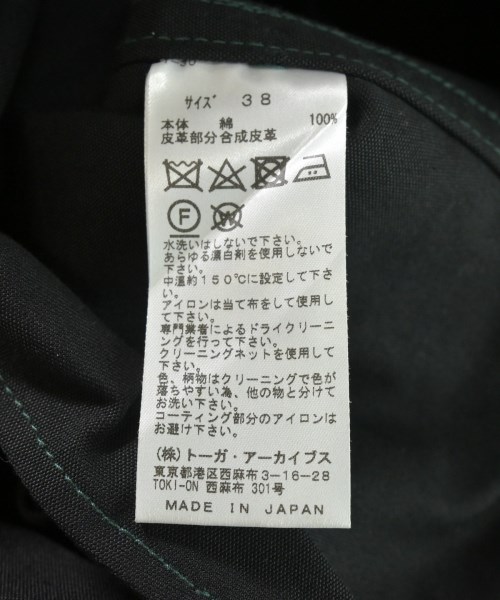 サイズ 38
本体 綿 100%
皮革部分合成皮革
F W
水洗いはしないで下さい。
あらゆる漂白剤を使用しないで
下さい。
中温約150℃に設定して下さ
い。
アイロンは当て布をして使用し
て下さい。
専門業者によるドライクリーニ
ングを行って下さい。
クリーニングネットを使用して
下さい。
色、柄物はクリーニングで色が
落ちやすい為、他の物と分けて
お洗い下さい。
コーティング部分のアイロンは
お避け下さい。
(株)トーガ・アーカイブス
東京都港区西麻布3-16-28
TOKI-ON 西麻布 301号
MADE IN JAPAN